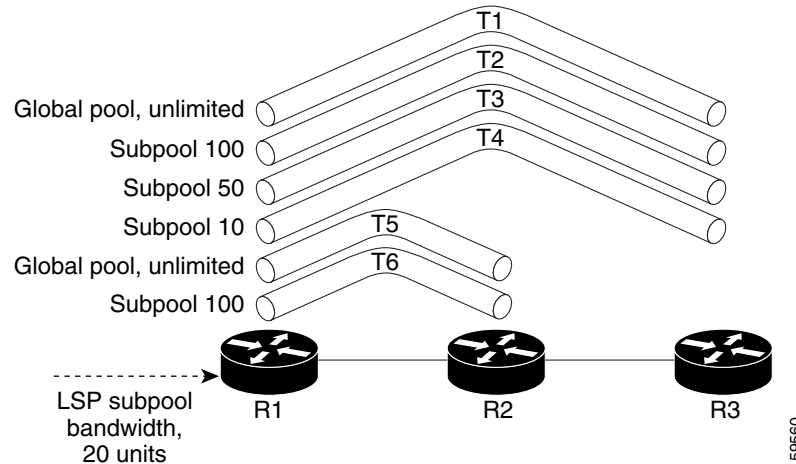 T1
T2
Global pool, unlimited
T3
Subpool 100
T4
Subpool 50
Subpool 10
T5
Global pool, unlimited
T6
Subpool 100
LSP subpool
bandwidth,
20 units
R1
R2
R3
59560